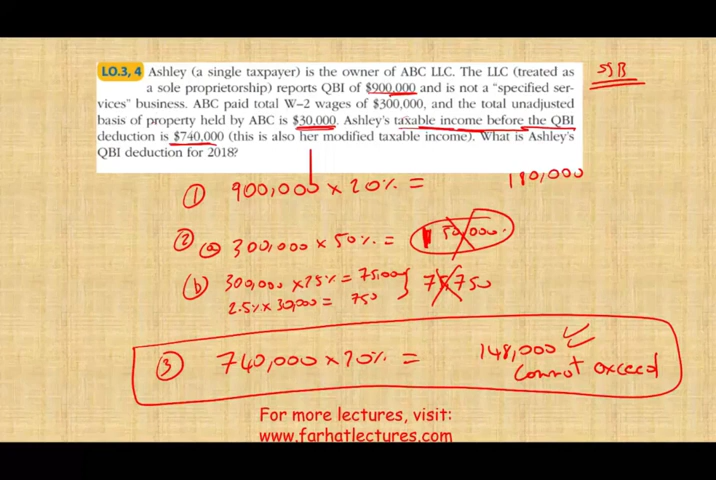 LO.3, 4 Ashley (a single taxpayer) is the owner of ABC LLC. The LLC (treated as
a sole proprietorship) reports QBI of $900,000 and is not a "specified ser-
vices" business. ABC paid total W–2 wages of $300,000, and the total unadjusted
basis of property held by ABC is $30,000. Ashley's taxable income before the QBI
deduction is $740,000 (this is also her modified taxable income). What is Ashley's
QBI deduction for 2018?
① 900,000 × 20% = 180,000
② ⓐ 300,000 × 50% = 150,000.
ⓑ 300,000 × 25% = 75,000 } 75,750
2.5% × 30,000 = 750
③ 740,000 × 20% = 148,000
cannot exceed
For more lectures, visit:
www.farhatlectures.com